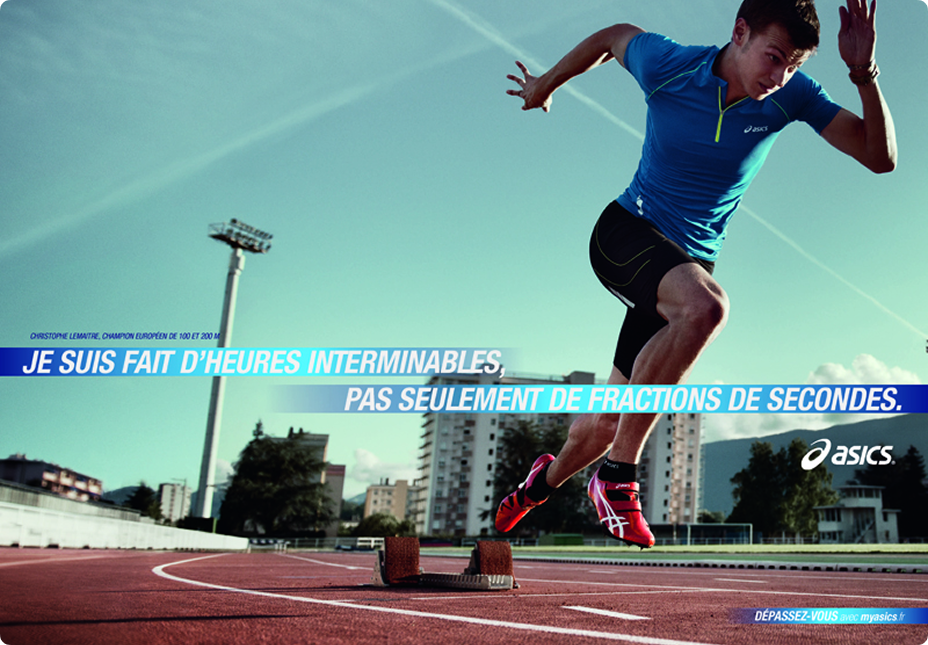 asics
CHRISTOPHE LEMAITRE, CHAMPION EUROPÉEN DE 100 ET 200 M
JE SUIS FAIT D'HEURES INTERMINABLES,
PAS SEULEMENT DE FRACTIONS DE SECONDES.
asics
DÉPASSEZ-VOUS avec myasics.fr